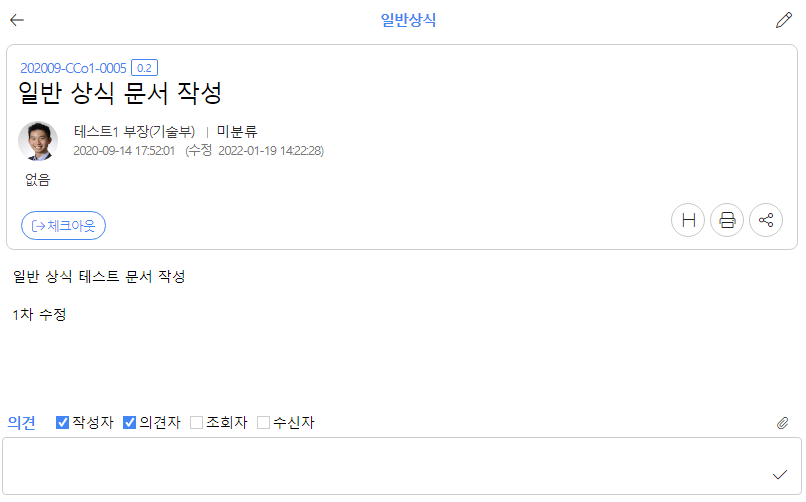 일반상식
202009-CCo1-0005 0.2
일반 상식 문서 작성
테스트1 부장(기술부) | 미분류
2020-09-14 17:52:01 (수정 2022-01-19 14:22:28)
없음
체크아웃
H
일반 상식 테스트 문서 작성
1차 수정
의견 작성자 의견자 조회자 수신자